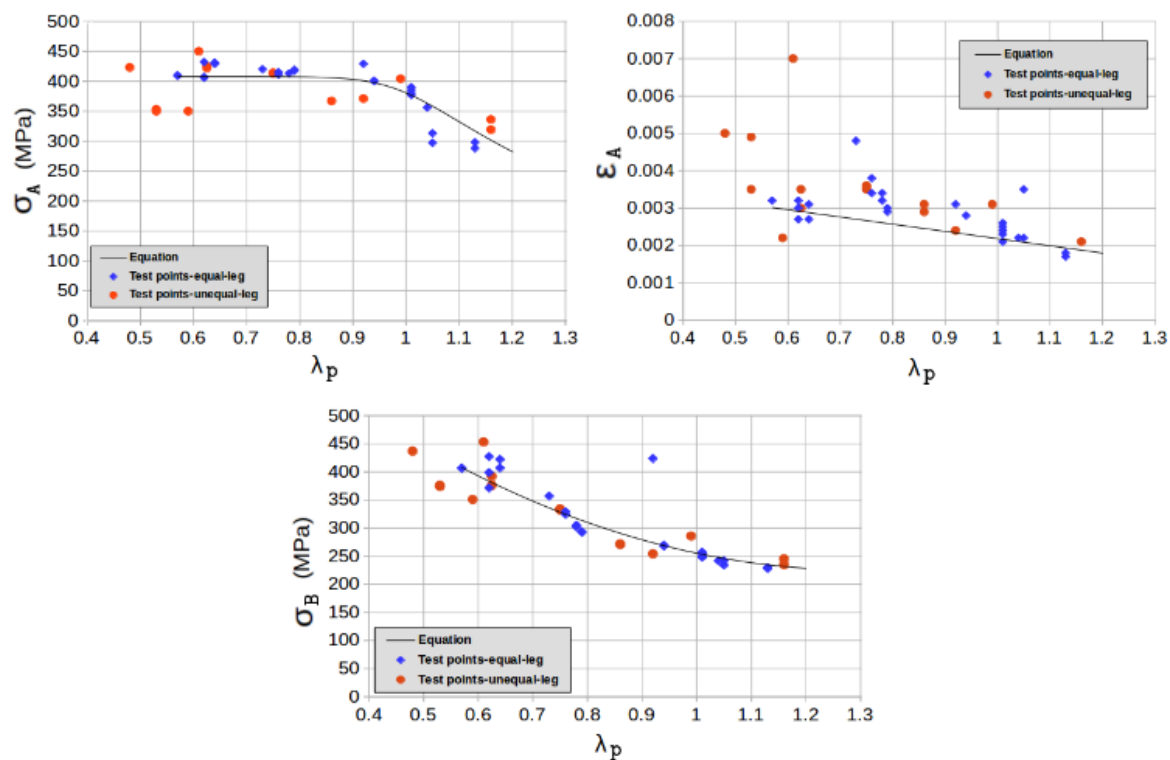 500
450
400
350
300
250
200
150
100
50
0
σA (MPa)
Equation
Test points-equal-leg
Test points-unequal-leg
0.4 0.5 0.6 0.7 0.8 0.9 1 1.1 1.2 1.3
λp
0.008
0.007
0.006
0.005
0.004
0.003
0.002
0.001
0
εA
Equation
Test points-equal-leg
Test points-unequal-leg
0.4 0.5 0.6 0.7 0.8 0.9 1 1.1 1.2 1.3
λp
500
450
400
350
300
250
200
150
100
50
0
σB (MPa)
Equation
Test points-equal-leg
Test points-unequal-leg
0.4 0.5 0.6 0.7 0.8 0.9 1 1.1 1.2 1.3
λp